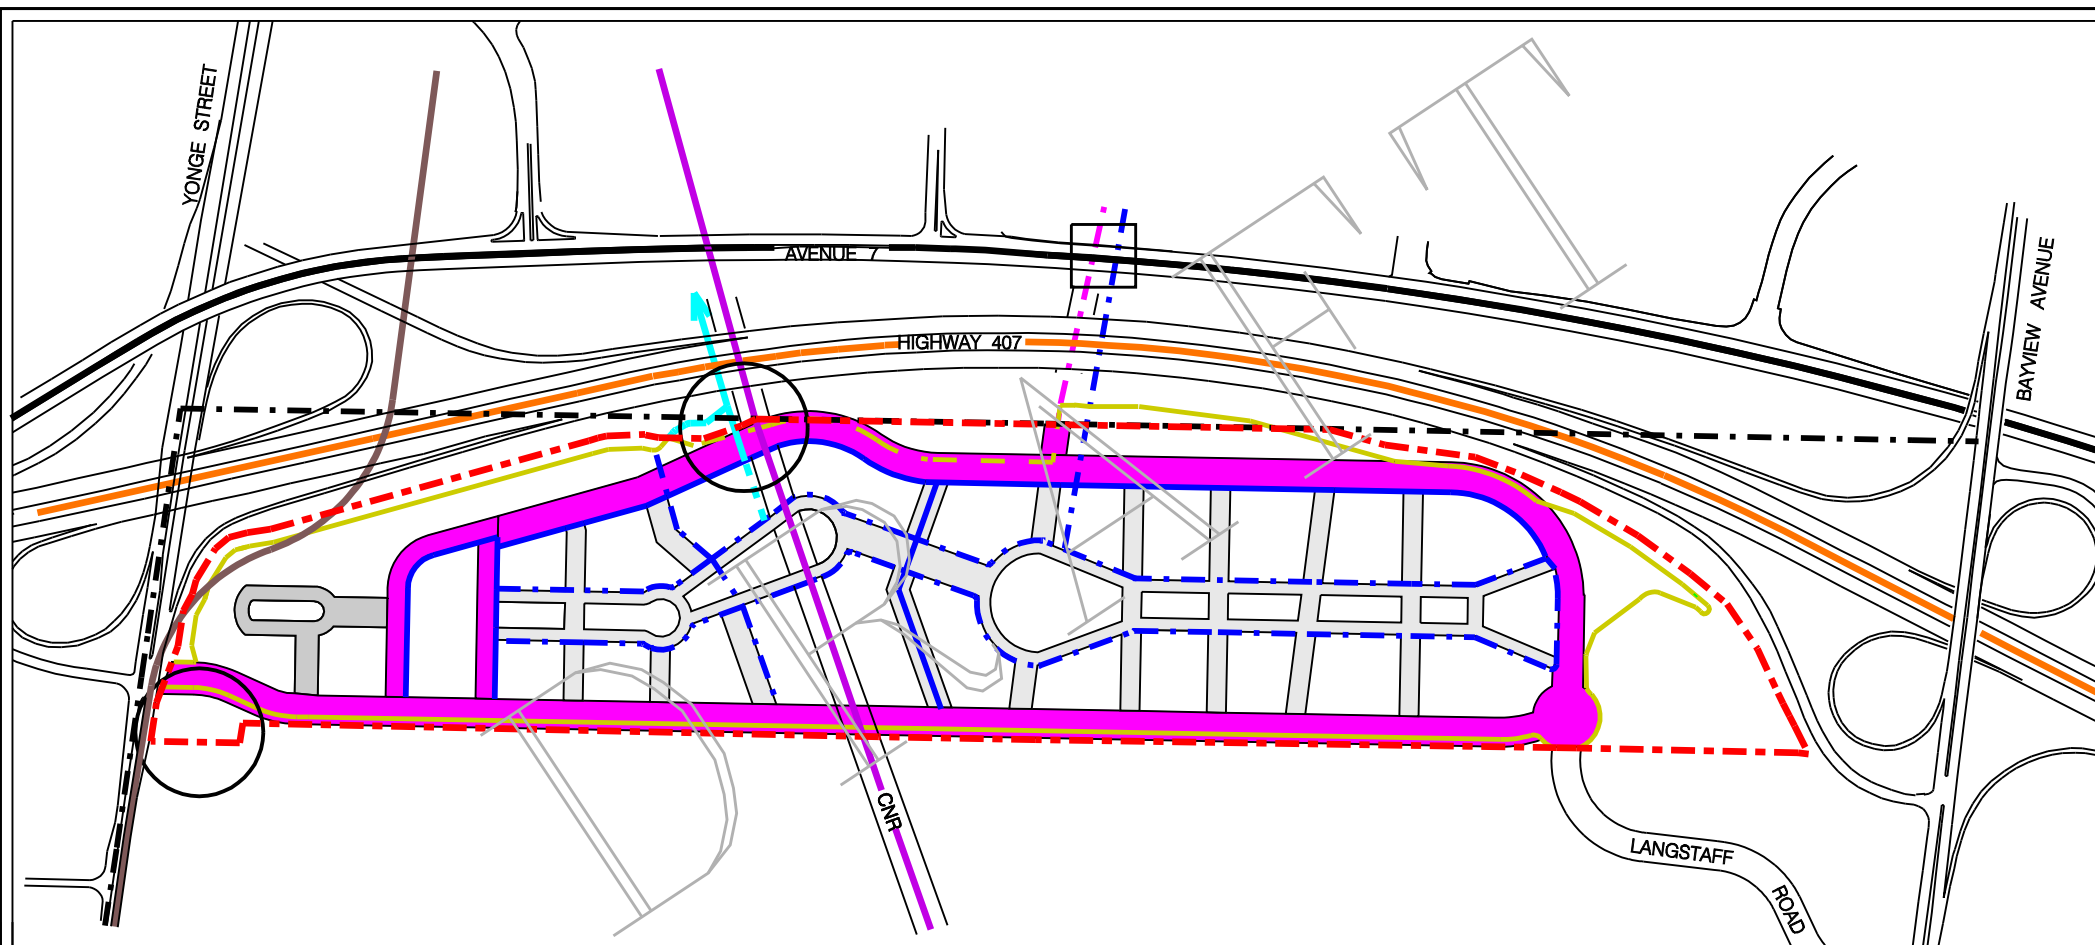 YONGE STREET
AVENUE 7
HIGHWAY 407
BAYVIEW AVENUE
CNR
LANGSTAFF
ROAD
DRAFT